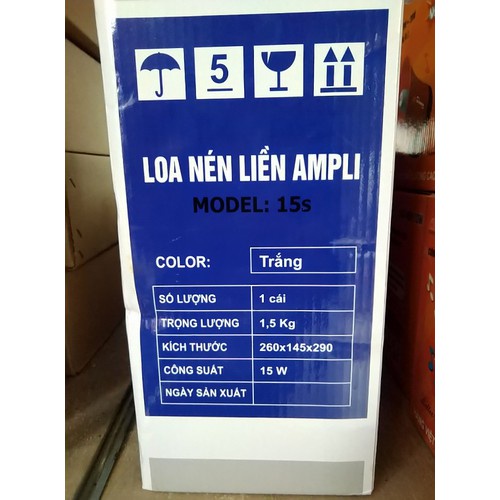 5
LOA NÉN LIỀN AMPLI
MODEL: 15s
COLOR: Trắng
SỐ LƯỢNG 1 cái
TRỌNG LƯỢNG 1,5 Kg
KÍCH THƯỚC 260x145x290
CÔNG SUẤT 15 W
NGÀY SẢN XUẤT